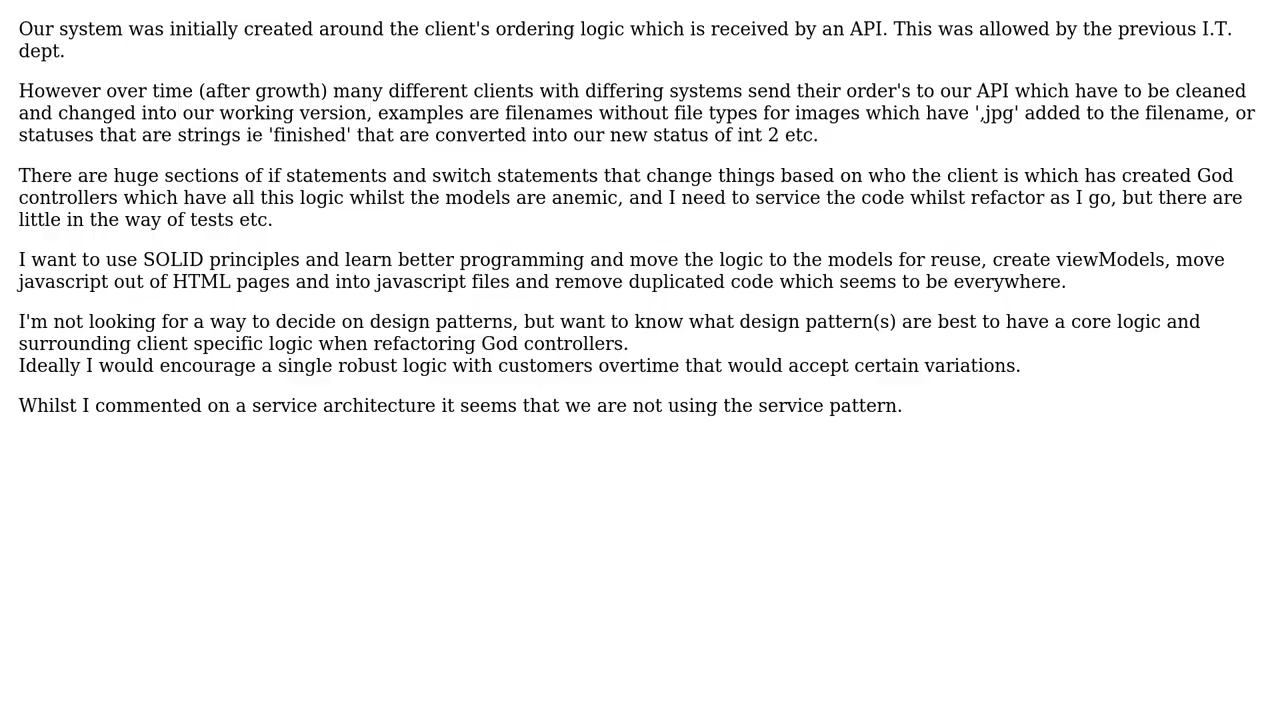 Our system was initially created around the client's ordering logic which is received by an API. This was allowed by the previous I.T.
dept.
However over time (after growth) many different clients with differing systems send their order's to our API which have to be cleaned
and changed into our working version, examples are filenames without file types for images which have '.jpg' added to the filename, or
statuses that are strings ie 'finished' that are converted into our new status of int 2 etc.
There are huge sections of if statements and switch statements that change things based on who the client is which has created God
controllers which have all this logic whilst the models are anemic, and I need to service the code whilst refactor as I go, but there are
little in the way of tests etc.
I want to use SOLID principles and learn better programming and move the logic to the models for reuse, create viewModels, move
javascript out of HTML pages and into javascript files and remove duplicated code which seems to be everywhere.
I'm not looking for a way to decide on design patterns, but want to know what design pattern(s) are best to have a core logic and
surrounding client specific logic when refactoring God controllers.
Ideally I would encourage a single robust logic with customers overtime that would accept certain variations.
Whilst I commented on a service architecture it seems that we are not using the service pattern.